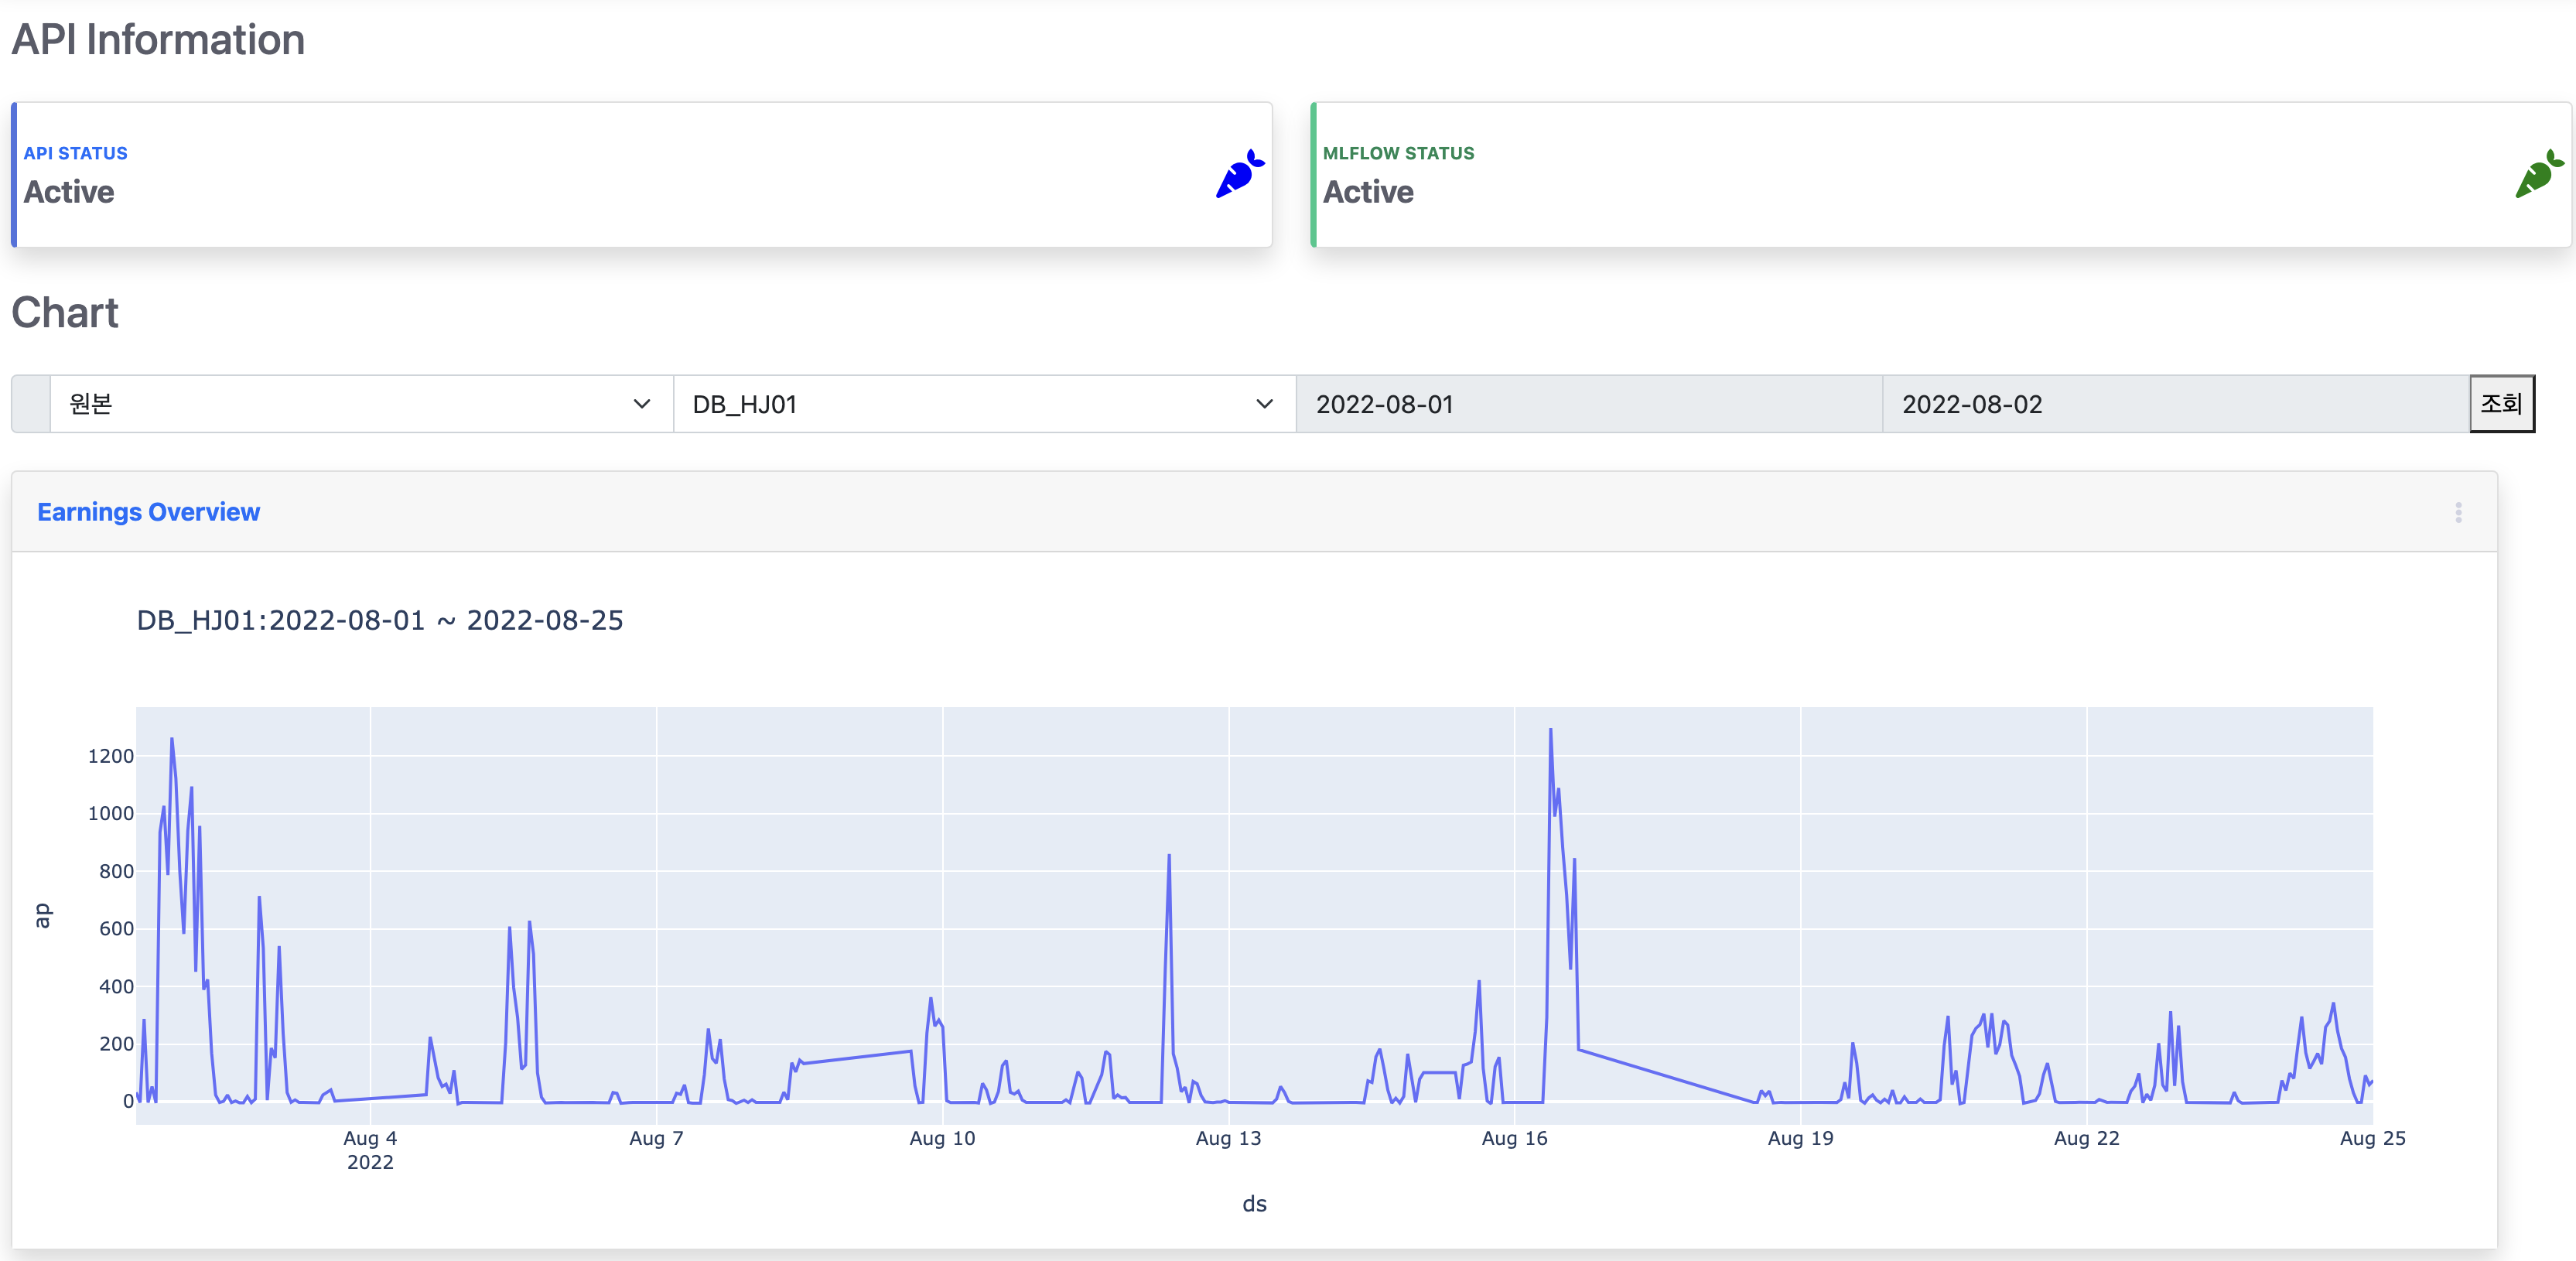 API Information
API STATUS
Active
MLFLOW STATUS
Active
Chart
원본
DB_HJ01
2022-08-01
2022-08-02
조회
Earnings Overview
DB_HJ01:2022-08-01 ~ 2022-08-25
1200
1000
800
600
400
200
0
ap
Aug 4
2022
Aug 7
Aug 10
Aug 13
Aug 16
Aug 19
Aug 22
Aug 25
ds